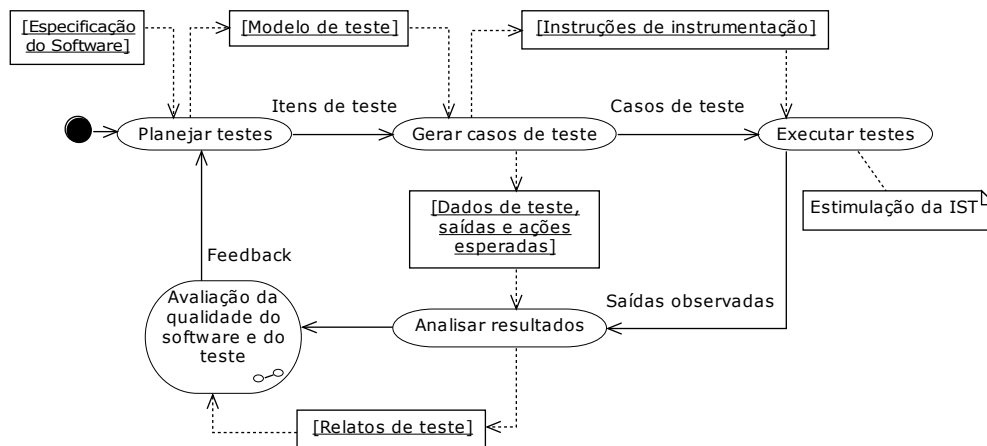 [Especificação
do Software]
[Modelo de teste]
[Instruções de instrumentação]
Itens de teste
Casos de teste
Planejar testes
Gerar casos de teste
Executar testes
[Dados de teste,
saídas e ações
esperadas]
Estimulação da IST
Feedback
Avaliação da
qualidade do
software e do
teste
Saídas observadas
Analisar resultados
[Relatos de teste]